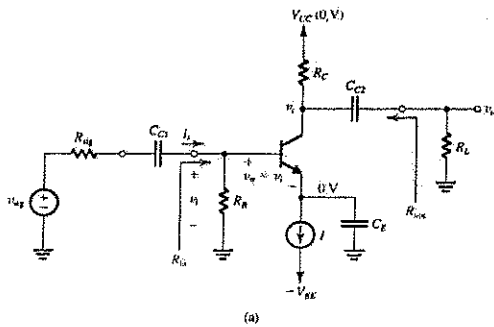 V_CC (0, V)
R_C
C_C2
v_c
v_o
R_sig
C_C1
I_i
R_L
+
v_π = v_i
−
0 V
v_sig
+
−
+
v_i
−
R_B
R_in
I
C_E
R_out
−V_EE
(a)